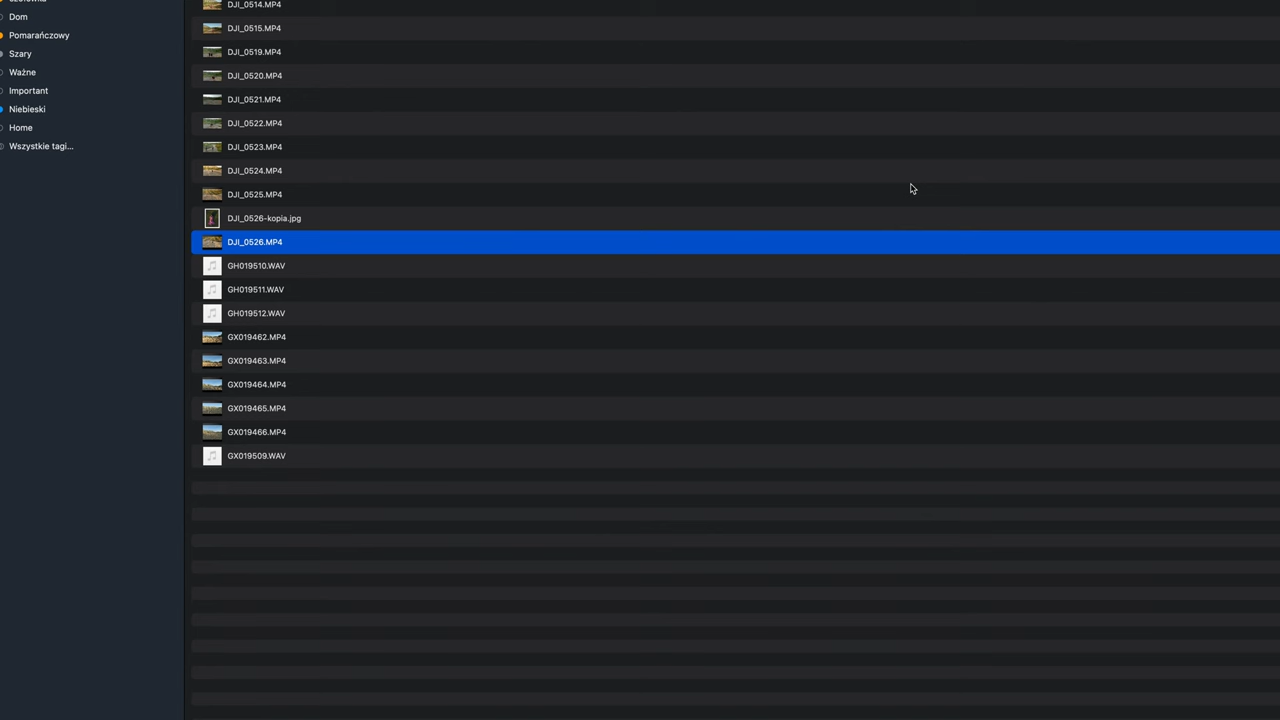 Dom
Pomarańczowy
Szary
Ważne
Important
Niebieski
Home
Wszystkie tagi...
DJI_0514.MP4
DJI_0515.MP4
DJI_0519.MP4
DJI_0520.MP4
DJI_0521.MP4
DJI_0522.MP4
DJI_0523.MP4
DJI_0524.MP4
DJI_0525.MP4
DJI_0526-kopia.jpg
DJI_0526.MP4
GH019510.WAV
GH019511.WAV
GH019512.WAV
GX019462.MP4
GX019463.MP4
GX019464.MP4
GX019465.MP4
GX019466.MP4
GX019509.WAV